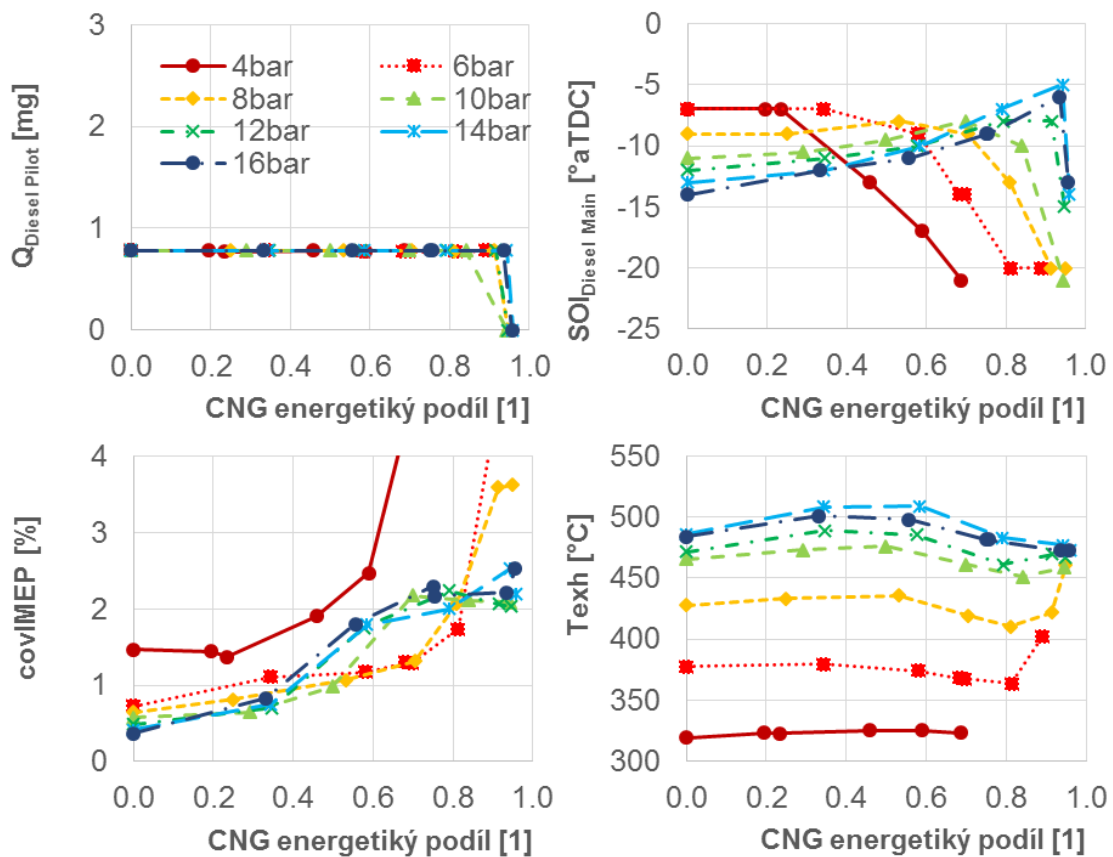 Q Diesel Pilot [mg]
3
2
1
0
4bar
6bar
8bar
10bar
12bar
14bar
16bar
0.0 0.2 0.4 0.6 0.8 1.0
CNG energetiký podíl [1]
SOI Diesel Main [°aTDC]
-0
-5
-10
-15
-20
-25
0.0 0.2 0.4 0.6 0.8 1.0
CNG energetiký podíl [1]
covIMEP [%]
4
3
2
1
0
0.0 0.2 0.4 0.6 0.8 1.0
CNG energetiký podíl [1]
Texh [°C]
550
500
450
400
350
300
0.0 0.2 0.4 0.6 0.8 1.0
CNG energetiký podíl [1]